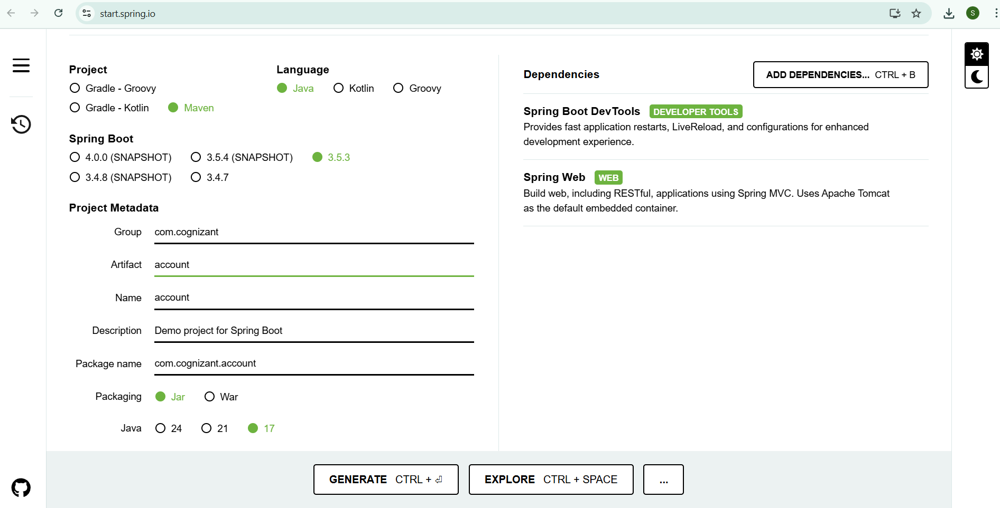 start.spring.io
S
Project
Gradle - Groovy
Gradle - Kotlin
Maven
Language
Java
Kotlin
Groovy
Spring Boot
4.0.0 (SNAPSHOT)
3.5.4 (SNAPSHOT)
3.5.3
3.4.8 (SNAPSHOT)
3.4.7
Project Metadata
Group com.cognizant
Artifact account
Name account
Description Demo project for Spring Boot
Package name com.cognizant.account
Packaging Jar War
Java 24 21 17
Dependencies
ADD DEPENDENCIES... CTRL + B
Spring Boot DevTools DEVELOPER TOOLS
Provides fast application restarts, LiveReload, and configurations for enhanced
development experience.
Spring Web WEB
Build web, including RESTful, applications using Spring MVC. Uses Apache Tomcat
as the default embedded container.
GENERATE CTRL + ⏎
EXPLORE CTRL + SPACE
...